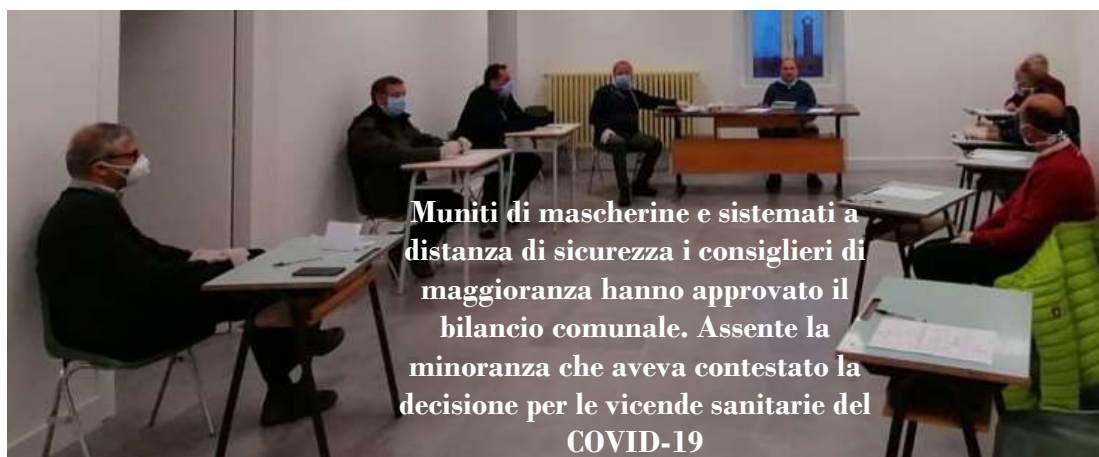 Muniti di mascherine e sistemati a
distanza di sicurezza i consiglieri di
maggioranza hanno approvato il
bilancio comunale. Assente la
minoranza che aveva contestato la
decisione per le vicende sanitarie del
COVID-19